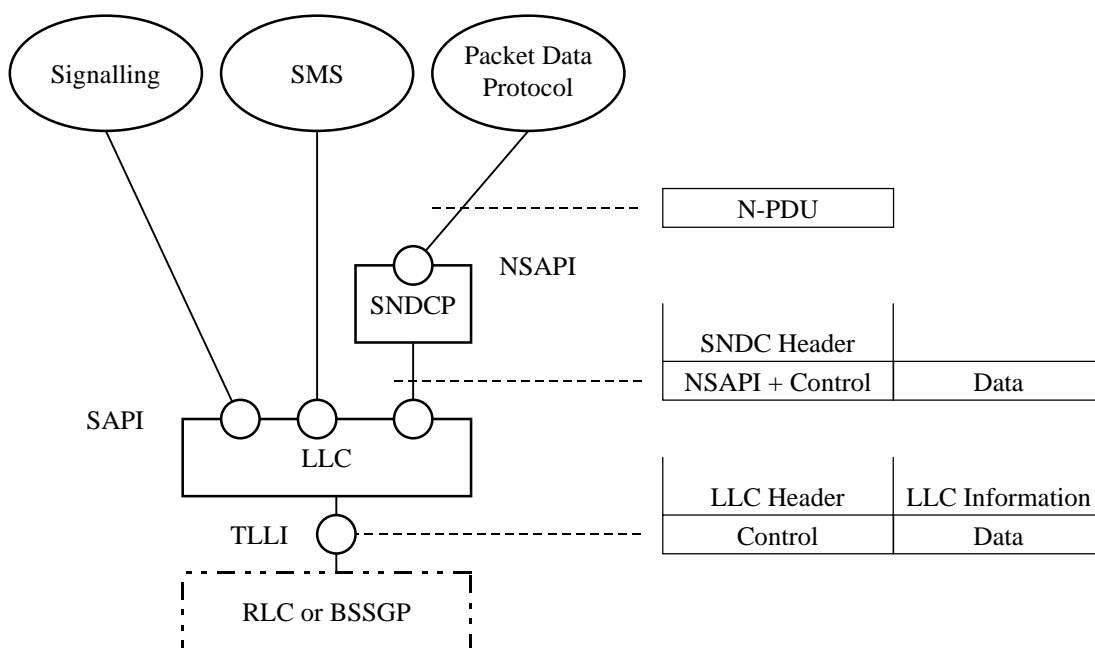 Signalling
SMS
Packet Data
Protocol
N-PDU
NSAPI
SNDCP
SNDC Header
NSAPI + Control Data
SAPI
LLC
LLC Header LLC Information
Control Data
TLLI
RLC or BSSGP